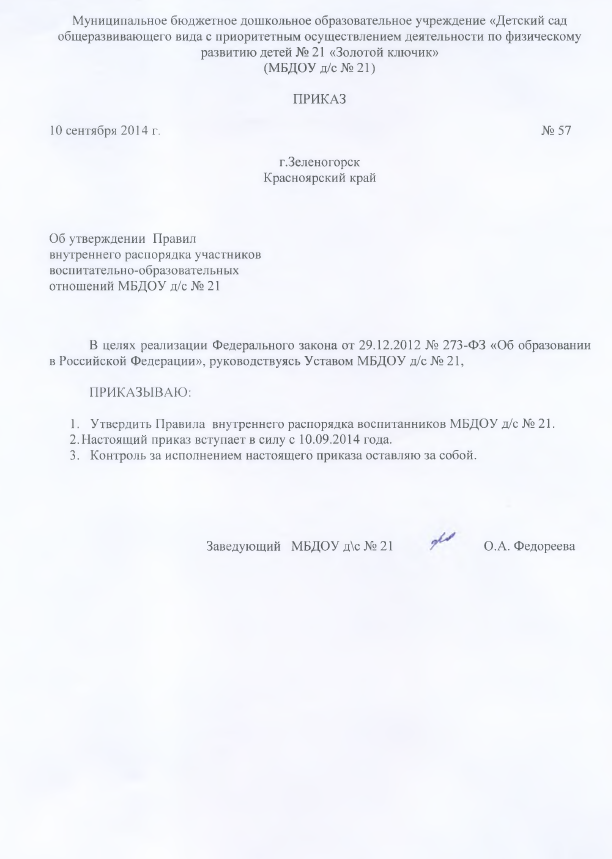 Муниципальное бюджетное дошкольное образовательное учреждение «Детский сад
общеразвивающего вида с приоритетным осуществлением деятельности по физическому
развитию детей № 21 «Золотой ключик»
(МБДОУ д/с № 21)
ПРИКАЗ
10 сентября 2014 г. № 57
г.Зеленогорск
Красноярский край
Об утверждении Правил
внутреннего распорядка участников
воспитательно-образовательных
отношений МБДОУ д/с № 21
В целях реализации Федерального закона от 29.12.2012 № 273-ФЗ «Об образовании
в Российской Федерации», руководствуясь Уставом МБДОУ д/с № 21,
ПРИКАЗЫВАЮ:
1. Утвердить Правила внутреннего распорядка воспитанников МБДОУ д/с № 21.
2. Настоящий приказ вступает в силу с 10.09.2014 года.
3. Контроль за исполнением настоящего приказа оставляю за собой.
Заведующий МБДОУ д\с № 21 О.А. Федореева